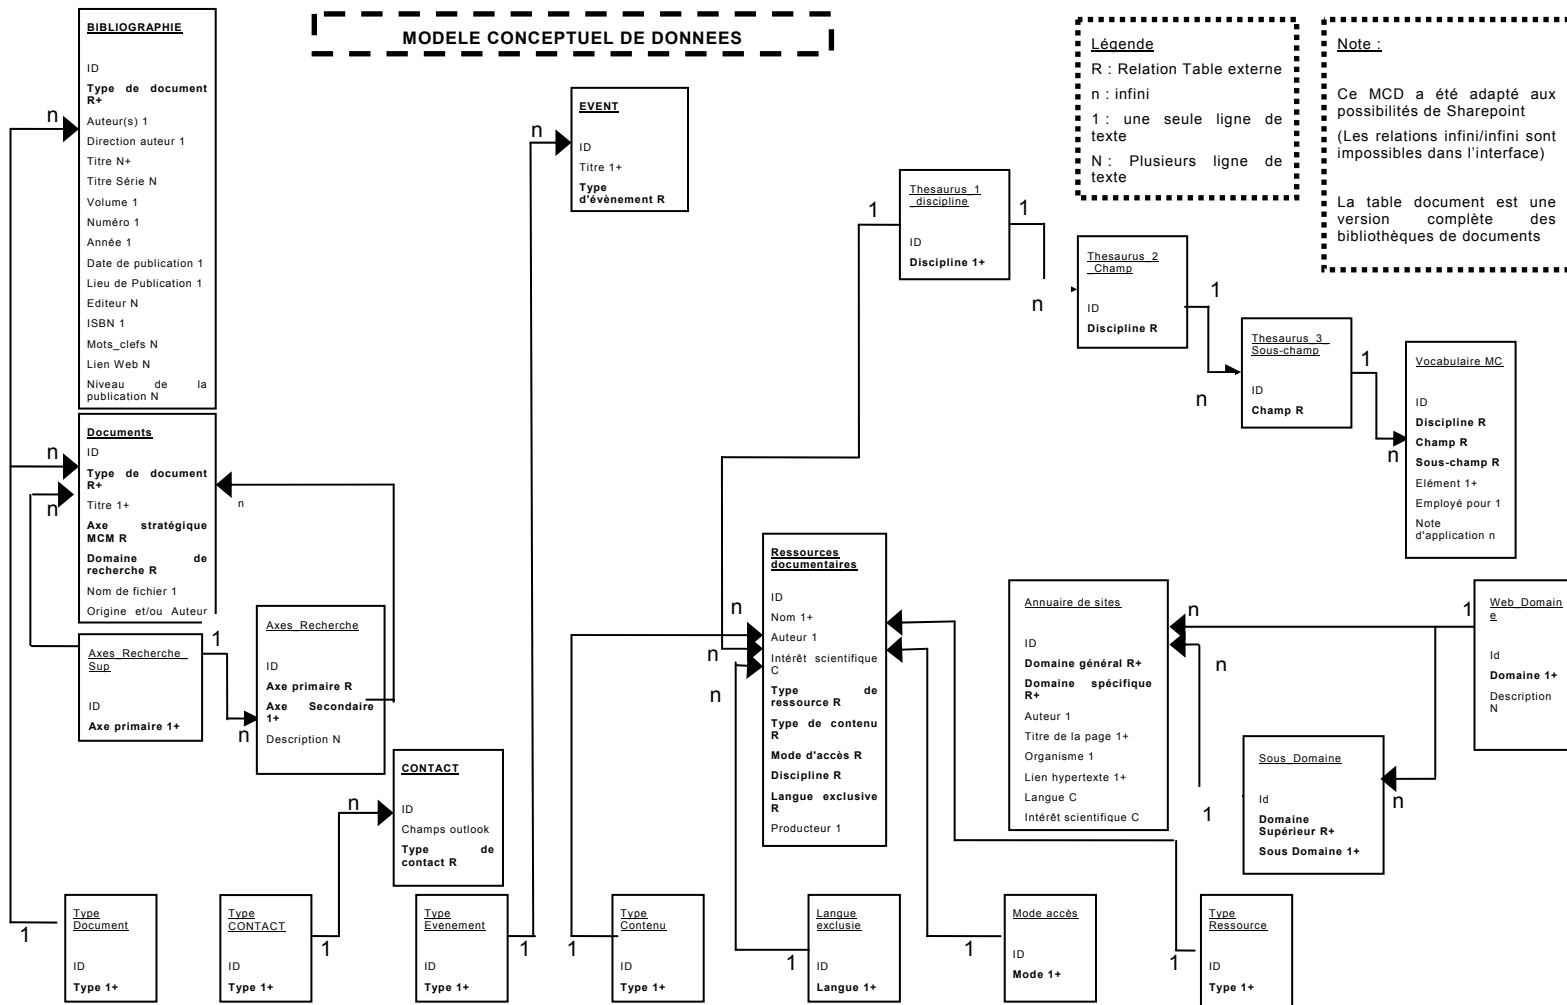 MODELE CONCEPTUEL DE DONNEES
Légende
R : Relation Table externe
n : infini
1 : une seule ligne de
texte
N : Plusieurs ligne de
texte
Note :
Ce MCD a été adapté aux
possibilités de Sharepoint
(Les relations infini/infini sont
impossibles dans l'interface)
La table document est une
version complète des
bibliothèques de documents
BIBLIOGRAPHIE
ID
Type de document
R+
Auteur(s) 1
Direction auteur 1
Titre N+
Titre Série N
Volume 1
Numéro 1
Année 1
Date de publication 1
Lieu de Publication 1
Editeur N
ISBN 1
Mots_clefs N
Lien Web N
Niveau de la
publication N
n
EVENT
ID
Titre 1+
Type
d'évènement R
n
Thesaurus_1
_discipline
ID
Discipline 1+
1
1
n
Thesaurus_2
_Champ
ID
Discipline R
1
n
Thesaurus_3_
Sous-champ
ID
Champ R
1
n
Vocabulaire MC
ID
Discipline R
Champ R
Sous-champ R
Elément 1+
Employé pour 1
Note
d'application n
Documents
ID
Type de document
R+
Titre 1+
Axe stratégique
MCM R
Domaine de
recherche R
Nom de fichier 1
Origine et/ou Auteur
n
n
n
Axes_Recherche_
Sup
ID
Axe primaire 1+
1
n
Axes_Recherche
ID
Axe primaire R
Axe Secondaire
1+
Description N
CONTACT
ID
Champs outlook
Type de
contact R
n
Ressources
documentaires
ID
Nom 1+
Auteur 1
Intérêt scientifique
C
Type de
ressource R
Type de contenu
R
Mode d'accès R
Discipline R
Langue exclusive
R
Producteur 1
n
n
n
Annuaire de sites
ID
Domaine général R+
Domaine spécifique
R+
Auteur 1
Titre de la page 1+
Organisme 1
Lien hypertexte 1+
Langue C
Intérêt scientifique C
n
n
1
Sous_Domaine
Id
Domaine
Supérieur R+
Sous Domaine 1+
n
1
Web_Domain
e
Id
Domaine 1+
Description
N
Type
Document
ID
Type 1+
1
Type
CONTACT
ID
Type 1+
1
Type
Evenement
ID
Type 1+
1
Type
Contenu
ID
Type 1+
1
Langue
exclusie
ID
Langue 1+
1
Mode accès
ID
Mode 1+
1
Type
Ressource
ID
Type 1+
1